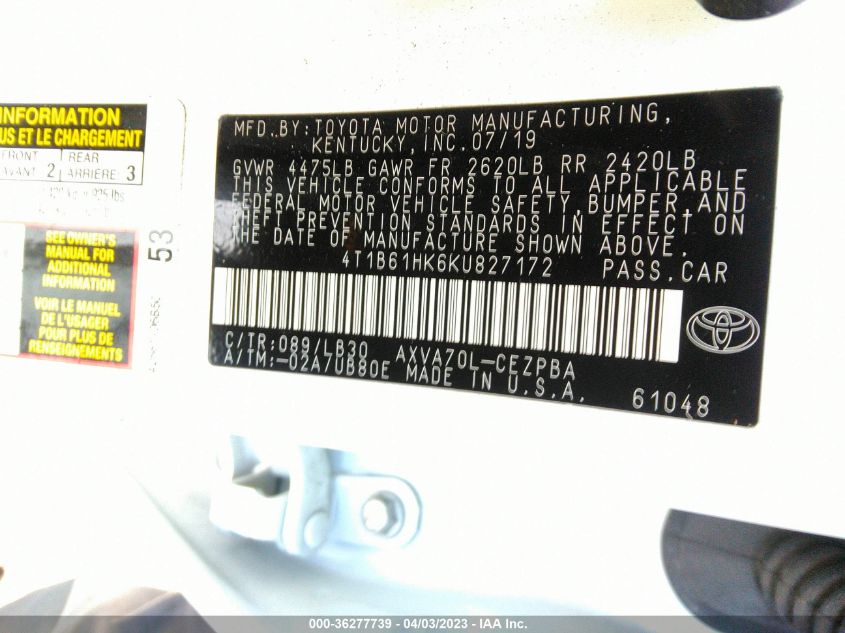 INFORMATION
US ET LE CHARGEMENT
FRONT
AVANT 2
REAR
ARRIÈRE 3
SEE OWNER'S
MANUAL FOR
ADDITIONAL
INFORMATION
VOIR LE MANUEL
DE L'USAGER
POUR PLUS DE
RENSEIGNEMENTS
53
MFD. BY: TOYOTA MOTOR MANUFACTURING,
KENTUCKY, INC. 07/19
GVWR 4475LB GAWR FR 2620LB RR 2420LB
THIS VEHICLE CONFORMS TO ALL APPLICABLE
FEDERAL MOTOR VEHICLE SAFETY, BUMPER, AND
THEFT PREVENTION STANDARDS IN EFFECT ON
THE DATE OF MANUFACTURE SHOWN ABOVE.
4T1B61HK6KU827172 PASS.CAR
C/TR:089/LB30 AXVA70L-CEZPBA
A/TM:-02A7UB80E MADE IN U.S.A.
61048
000-36277739 - 04/03/2023 - IAA Inc.